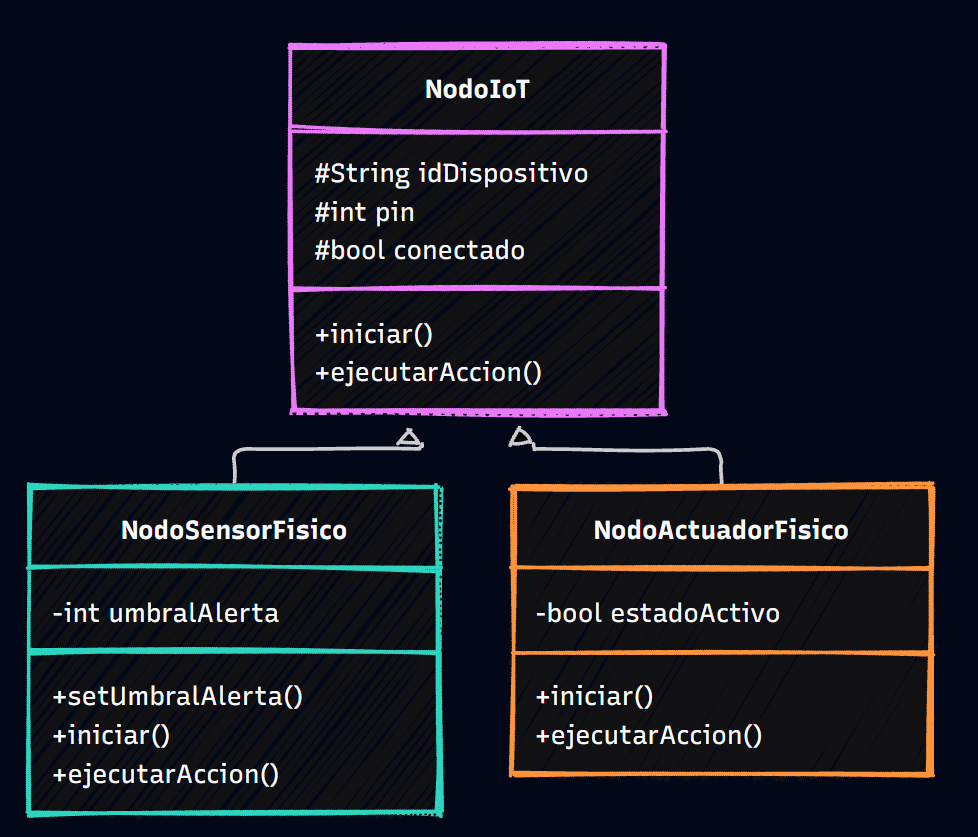 NodoIoT
#String idDispositivo
#int pin
#bool conectado
+iniciar()
+ejecutarAccion()
NodoSensorFisico
-int umbralAlerta
+setUmbralAlerta()
+iniciar()
+ejecutarAccion()
NodoActuadorFisico
-bool estadoActivo
+iniciar()
+ejecutarAccion()